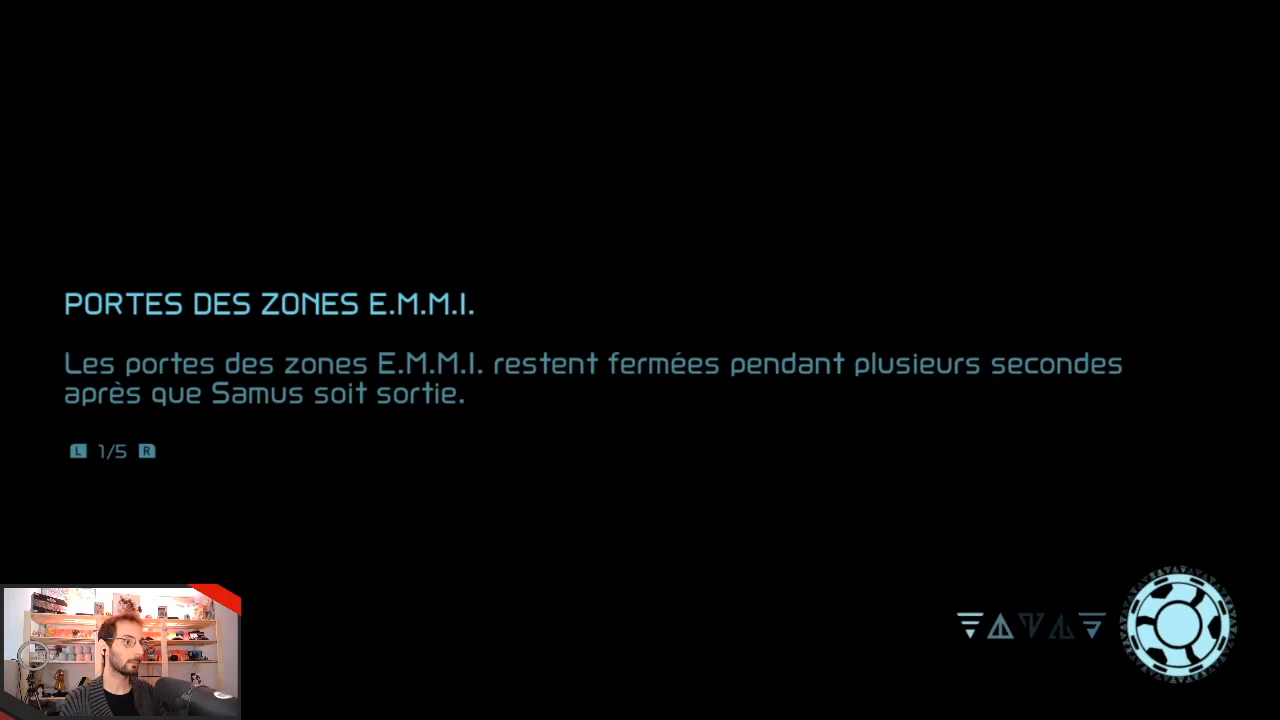 PORTES DES ZONES E.M.M.I.
Les portes des zones E.M.M.I. restent fermées pendant plusieurs secondes
après que Samus soit sortie.
L 1/5 R